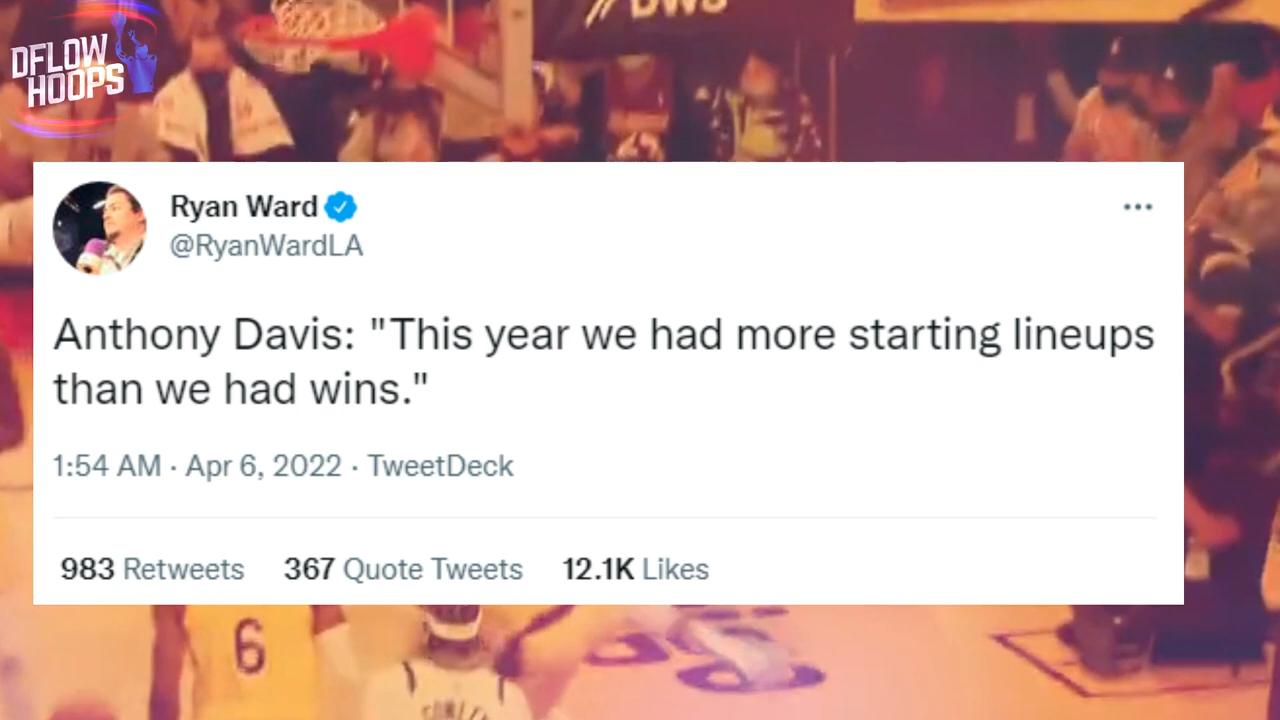 DFLOW
HOOPS
Ryan Ward
@RyanWardLA
Anthony Davis: "This year we had more starting lineups
than we had wins."
1:54 AM · Apr 6, 2022 · TweetDeck
983 Retweets 367 Quote Tweets 12.1K Likes
6